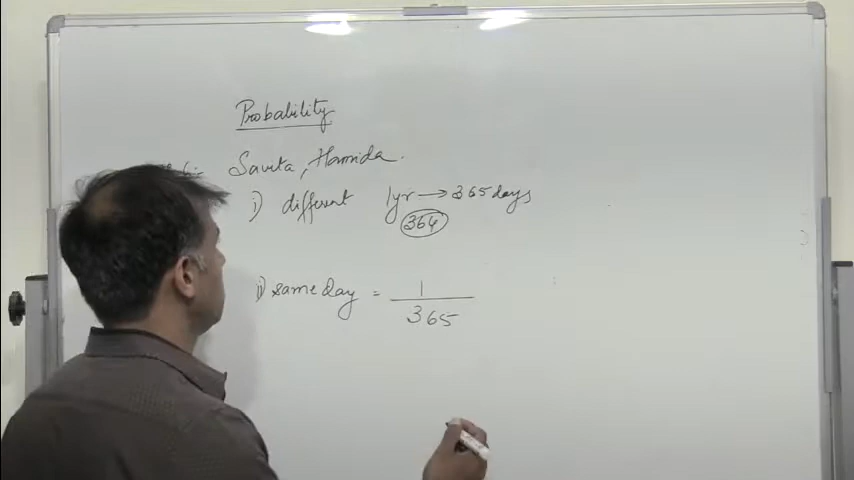 Probability
Savita, Hamida.
i) different 1yr → 365 days
364
ii) same day = 1
365